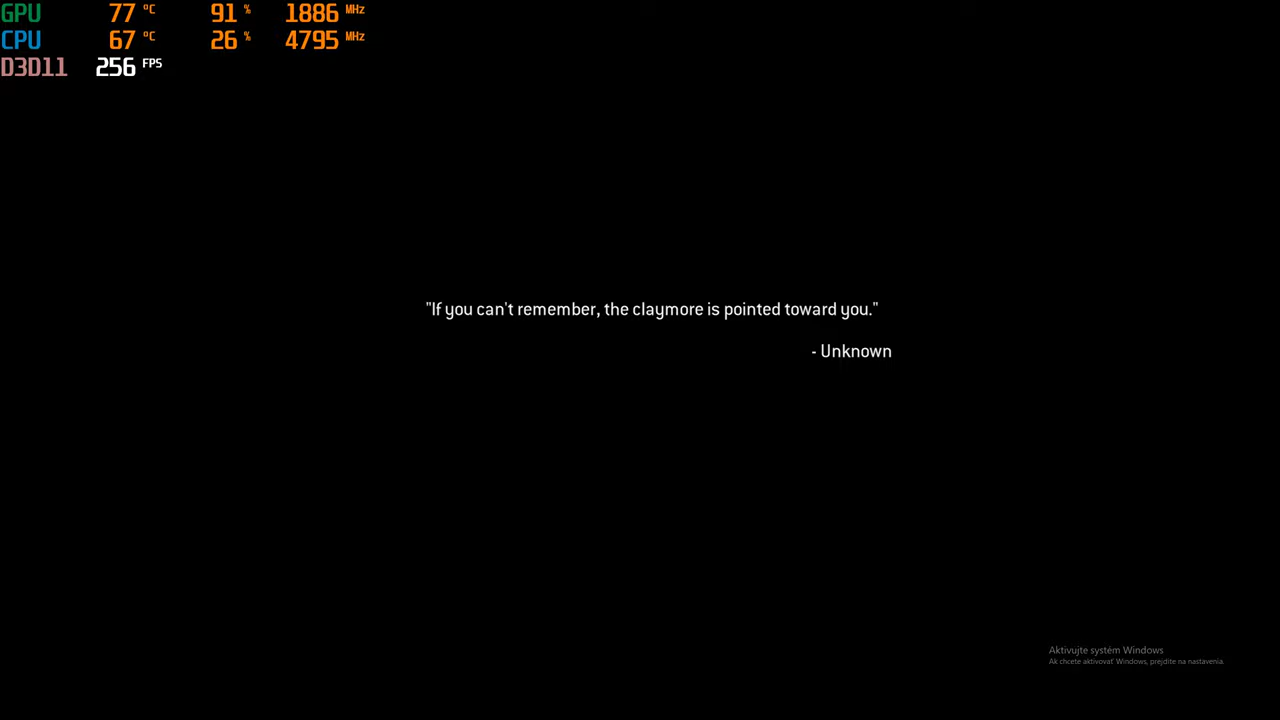 GPU 77 °C 91 % 1886 MHz
CPU 67 °C 26 % 4795 MHz
D3D11 256 FPS
"If you can't remember, the claymore is pointed toward you."
- Unknown
Aktivujte systém Windows
Ak chcete aktivovať Windows, prejdite na nastavenia.